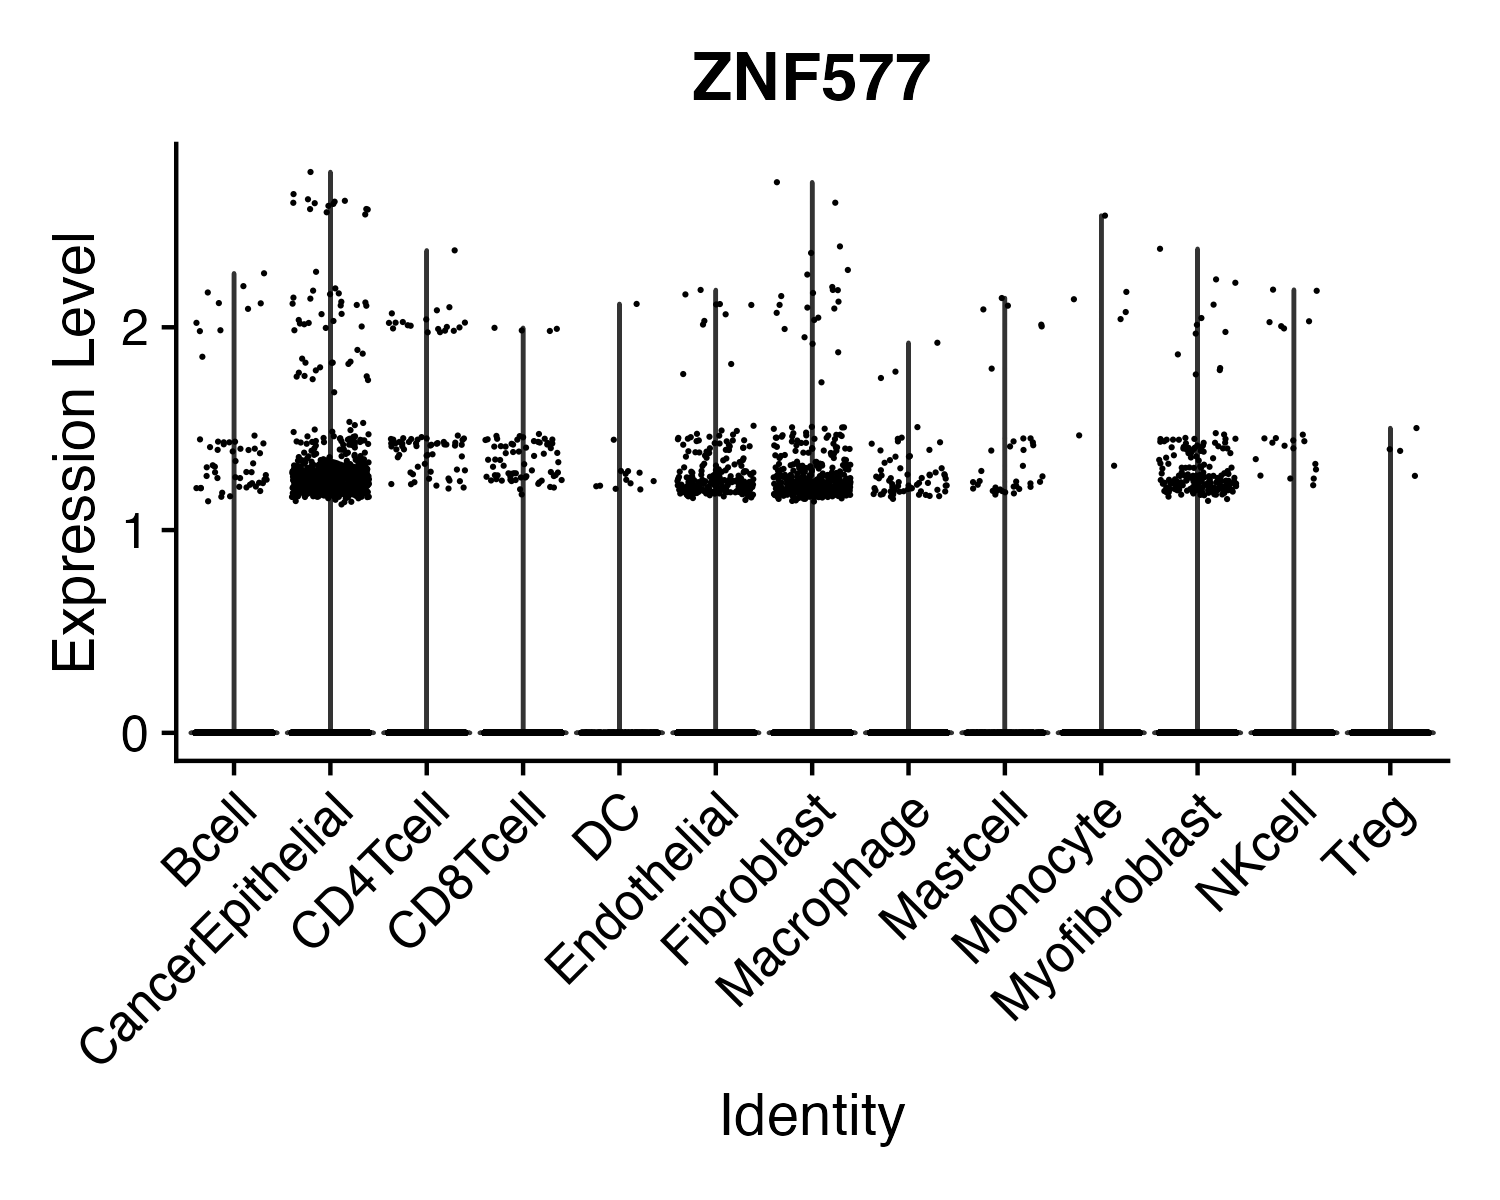 ZNF577
Expression Level
2
1
0
Bcell
CancerEpithelial
CD4Tcell
CD8Tcell
DC
Endothelial
Fibroblast
Macrophage
Mastcell
Monocyte
Myofibroblast
NKcell
Treg
Identity